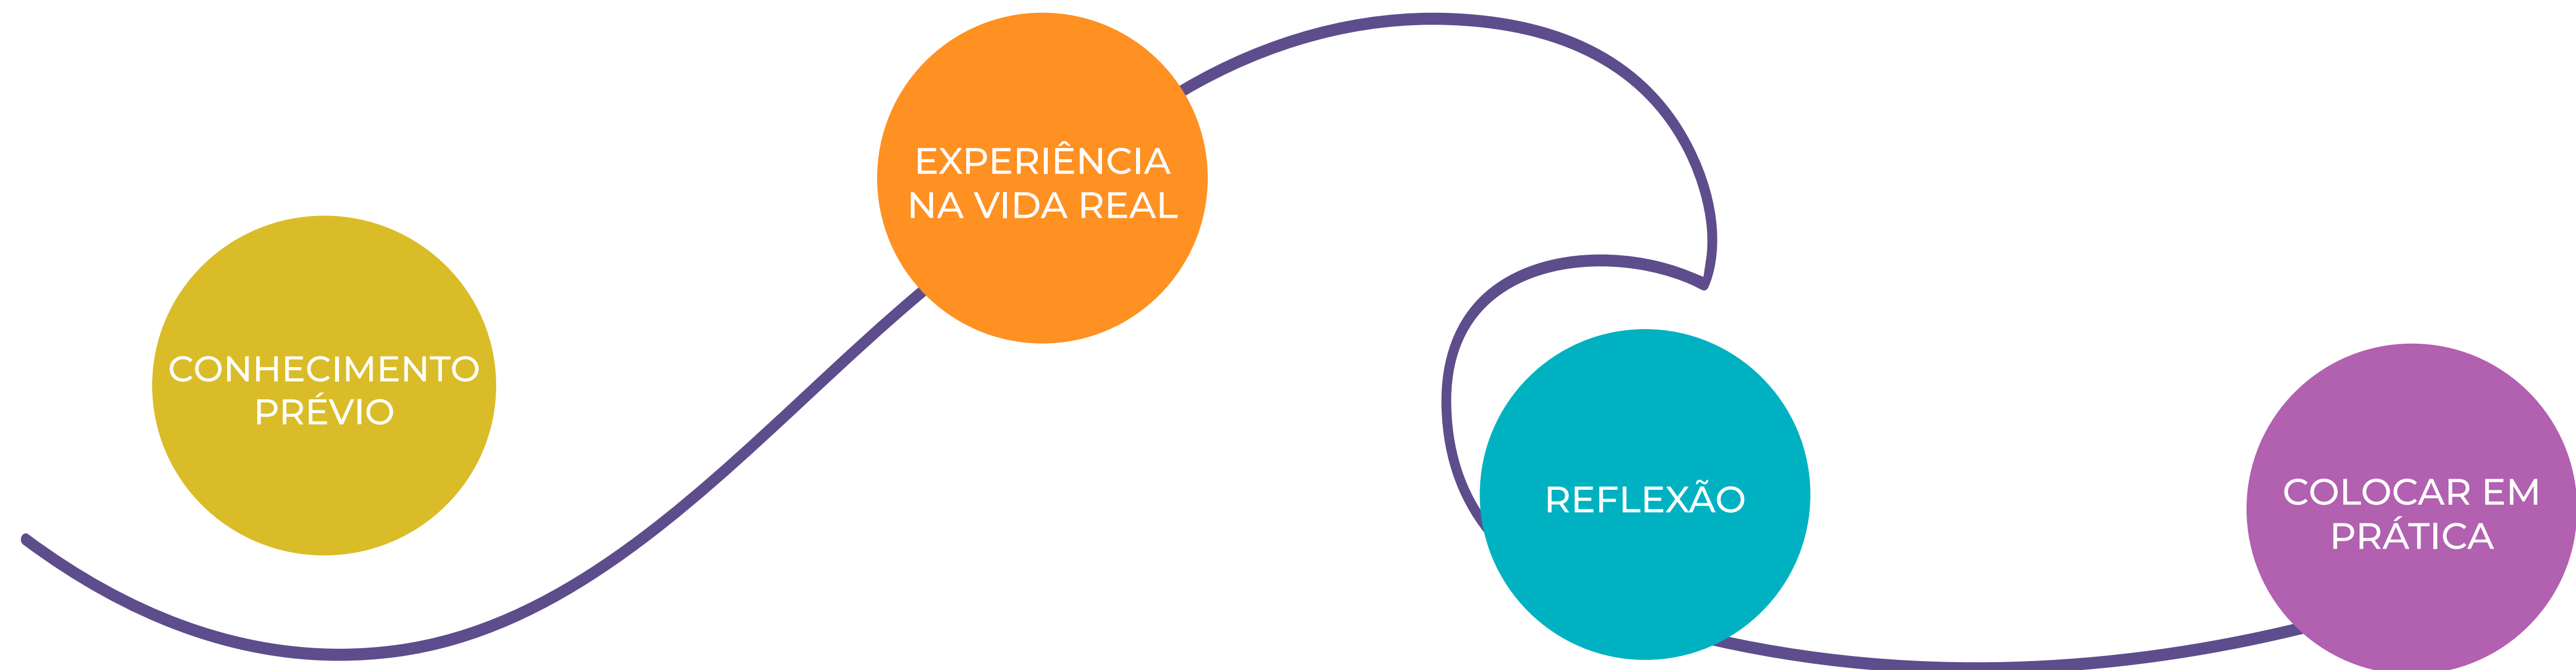 CONHECIMENTO
PRÉVIO
EXPERIÊNCIA
NA VIDA REAL
REFLEXÃO
COLOCAR EM
PRÁTICA